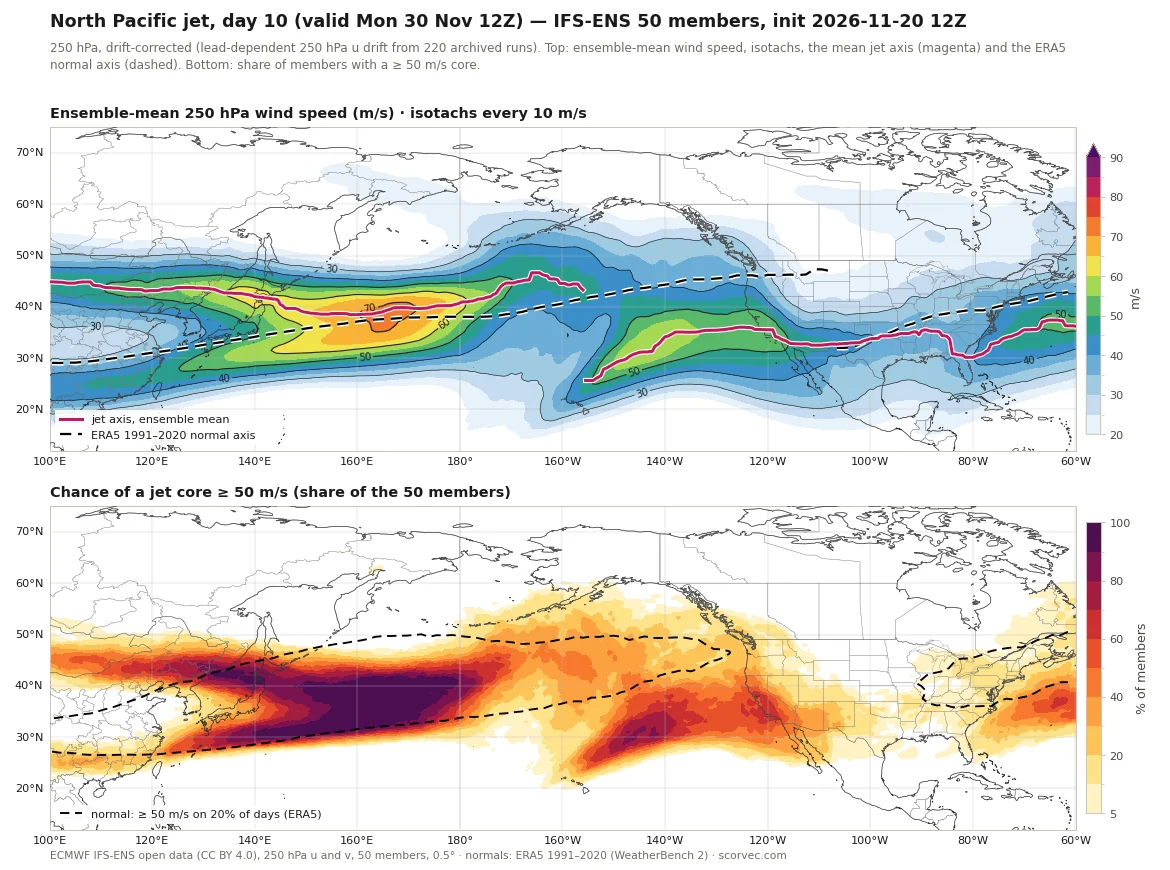 North Pacific jet, day 10 (valid Mon 30 Nov 12Z) — IFS-ENS 50 members, init 2026-11-20 12Z
250 hPa, drift-corrected (lead-dependent 250 hPa u drift from 220 archived runs). Top: ensemble-mean wind speed, isotachs, the mean jet axis (magenta) and the ERA5
normal axis (dashed). Bottom: share of members with a ≥ 50 m/s core.
Ensemble-mean 250 hPa wind speed (m/s) · isotachs every 10 m/s
70°N
60°N
50°N
40°N
30°N
20°N
30
30
70
60
50
40
50
30
50
40
jet axis, ensemble mean
ERA5 1991–2020 normal axis
100°E 120°E 140°E 160°E 180° 160°W 140°W 120°W 100°W 80°W 60°W
90
80
70
60
50
40
30
20
m/s
Chance of a jet core ≥ 50 m/s (share of the 50 members)
70°N
60°N
50°N
40°N
30°N
20°N
normal: ≥ 50 m/s on 20% of days (ERA5)
100°E 120°E 140°E 160°E 180° 160°W 140°W 120°W 100°W 80°W 60°W
100
80
60
40
20
5
% of members
ECMWF IFS-ENS open data (CC BY 4.0), 250 hPa u and v, 50 members, 0.5° · normals: ERA5 1991–2020 (WeatherBench 2) · scorvec.com